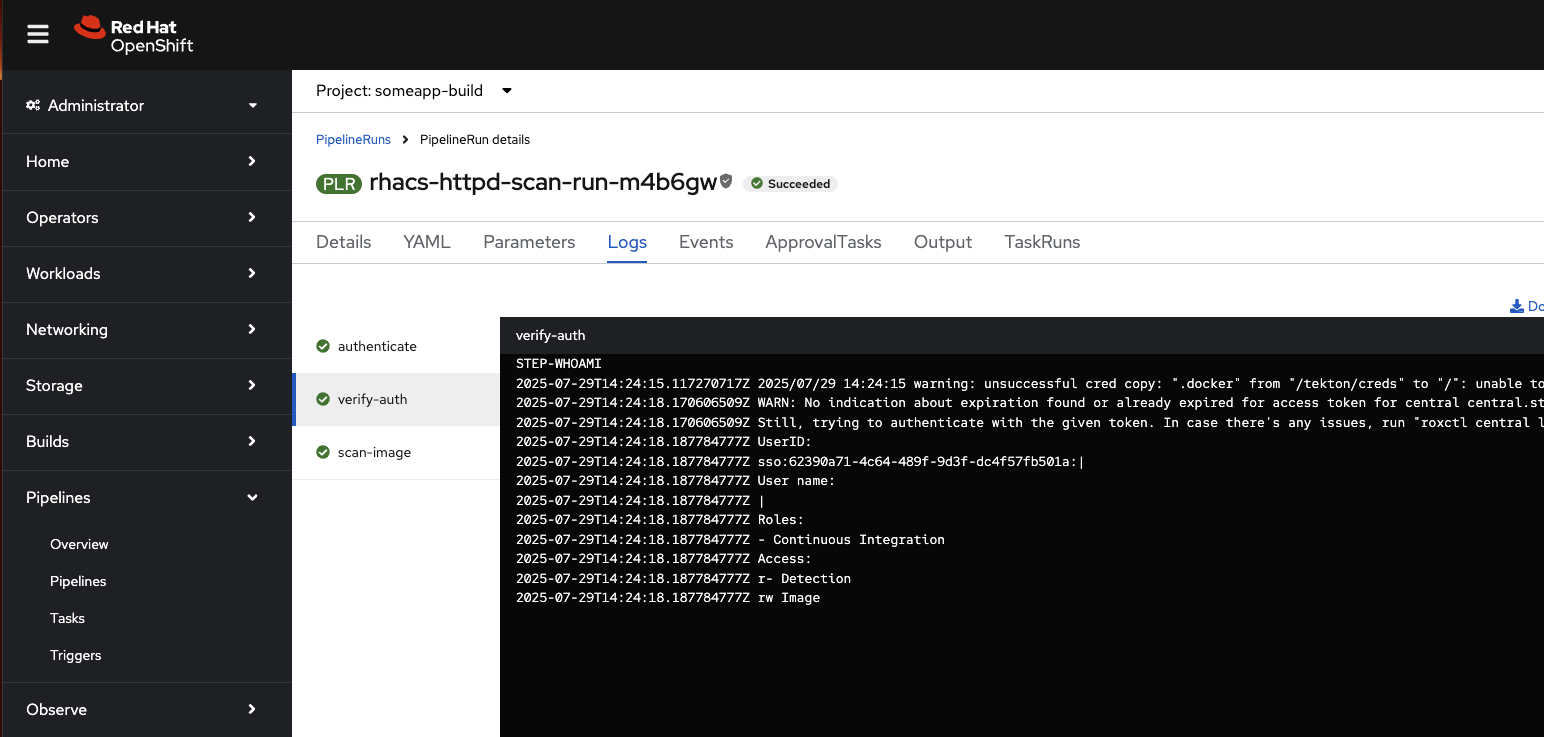 Red Hat
OpenShift
Administrator
Home
Operators
Workloads
Networking
Storage
Builds
Pipelines
Overview
Pipelines
Tasks
Triggers
Observe
Project: someapp-build
PipelineRuns PipelineRun details
PLR rhacs-httpd-scan-run-m4b6gw Succeeded
Details YAML Parameters Logs Events ApprovalTasks Output TaskRuns
authenticate
verify-auth
scan-image
verify-auth
STEP-WHOAMI
2025-07-29T14:24:15.117270717Z 2025/07/29 14:24:15 warning: unsuccessful cred copy: ".docker" from "/tekton/creds" to "/": unable to
2025-07-29T14:24:18.170606509Z WARN: No indication about expiration found or already expired for access token for central central.st
2025-07-29T14:24:18.170606509Z Still, trying to authenticate with the given token. In case there's any issues, run "roxctl central l
2025-07-29T14:24:18.187784777Z UserID:
2025-07-29T14:24:18.187784777Z sso:62390a71-4c64-489f-9d3f-dc4f57fb501a:|
2025-07-29T14:24:18.187784777Z User name:
2025-07-29T14:24:18.187784777Z |
2025-07-29T14:24:18.187784777Z Roles:
2025-07-29T14:24:18.187784777Z - Continuous Integration
2025-07-29T14:24:18.187784777Z Access:
2025-07-29T14:24:18.187784777Z r- Detection
2025-07-29T14:24:18.187784777Z rw Image